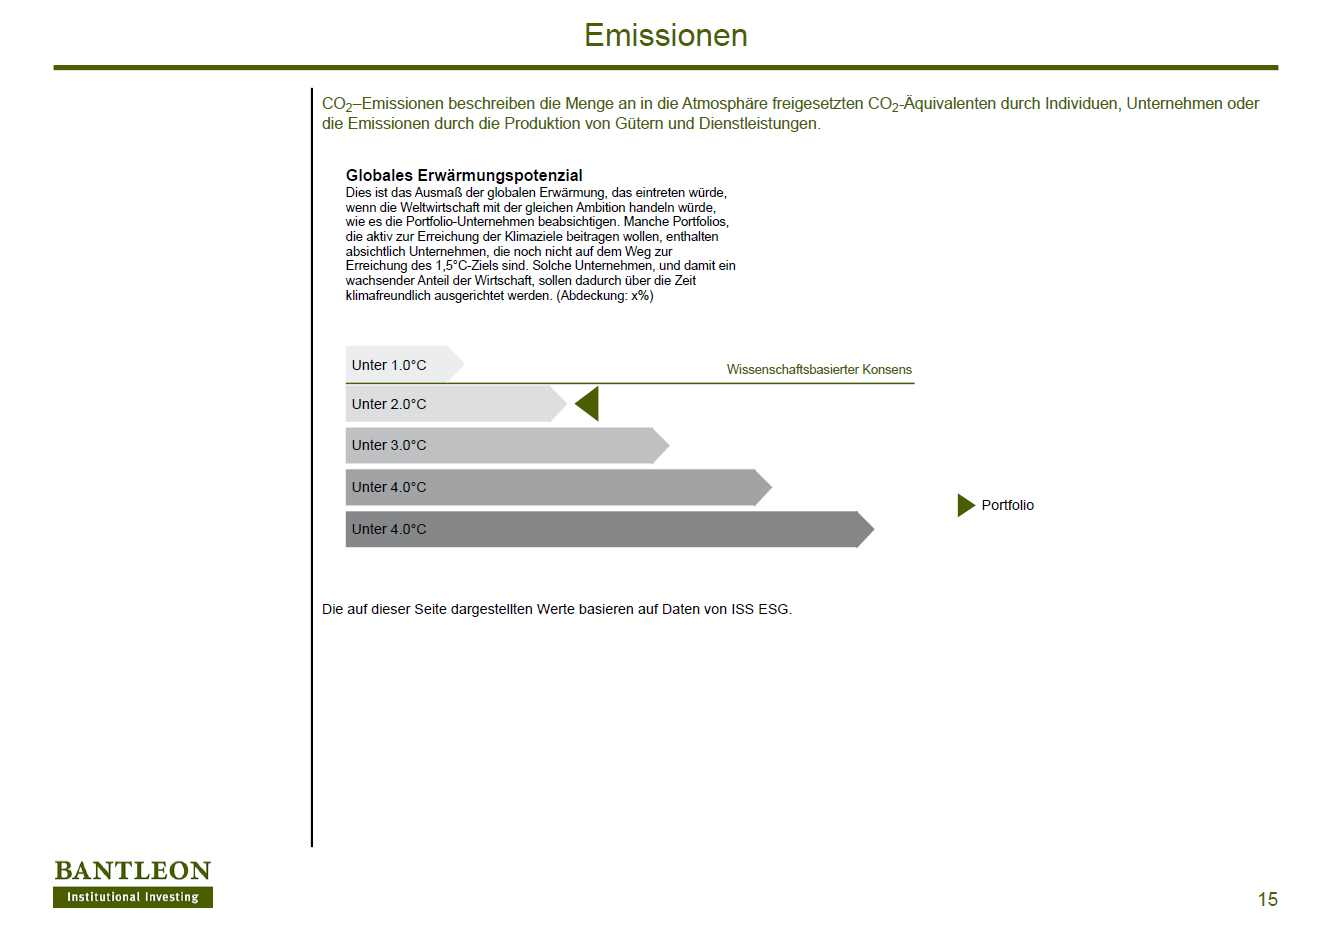 Emissionen
CO₂–Emissionen beschreiben die Menge an in die Atmosphäre freigesetzten CO₂-Äquivalenten durch Individuen, Unternehmen oder
die Emissionen durch die Produktion von Gütern und Dienstleistungen.
Globales Erwärmungspotenzial
Dies ist das Ausmaß der globalen Erwärmung, das eintreten würde,
wenn die Weltwirtschaft mit der gleichen Ambition handeln würde,
wie es die Portfolio-Unternehmen beabsichtigen. Manche Portfolios,
die aktiv zur Erreichung der Klimaziele beitragen wollen, enthalten
absichtlich Unternehmen, die noch nicht auf dem Weg zur
Erreichung des 1,5°C-Ziels sind. Solche Unternehmen, und damit ein
wachsender Anteil der Wirtschaft, sollen dadurch über die Zeit
klimafreundlich ausgerichtet werden. (Abdeckung: x%)
Unter 1.0°C
Wissenschaftsbasierter Konsens
Unter 2.0°C
Unter 3.0°C
Unter 4.0°C
Portfolio
Unter 4.0°C
Die auf dieser Seite dargestellten Werte basieren auf Daten von ISS ESG.
BANTLEON
Institutional Investing
15